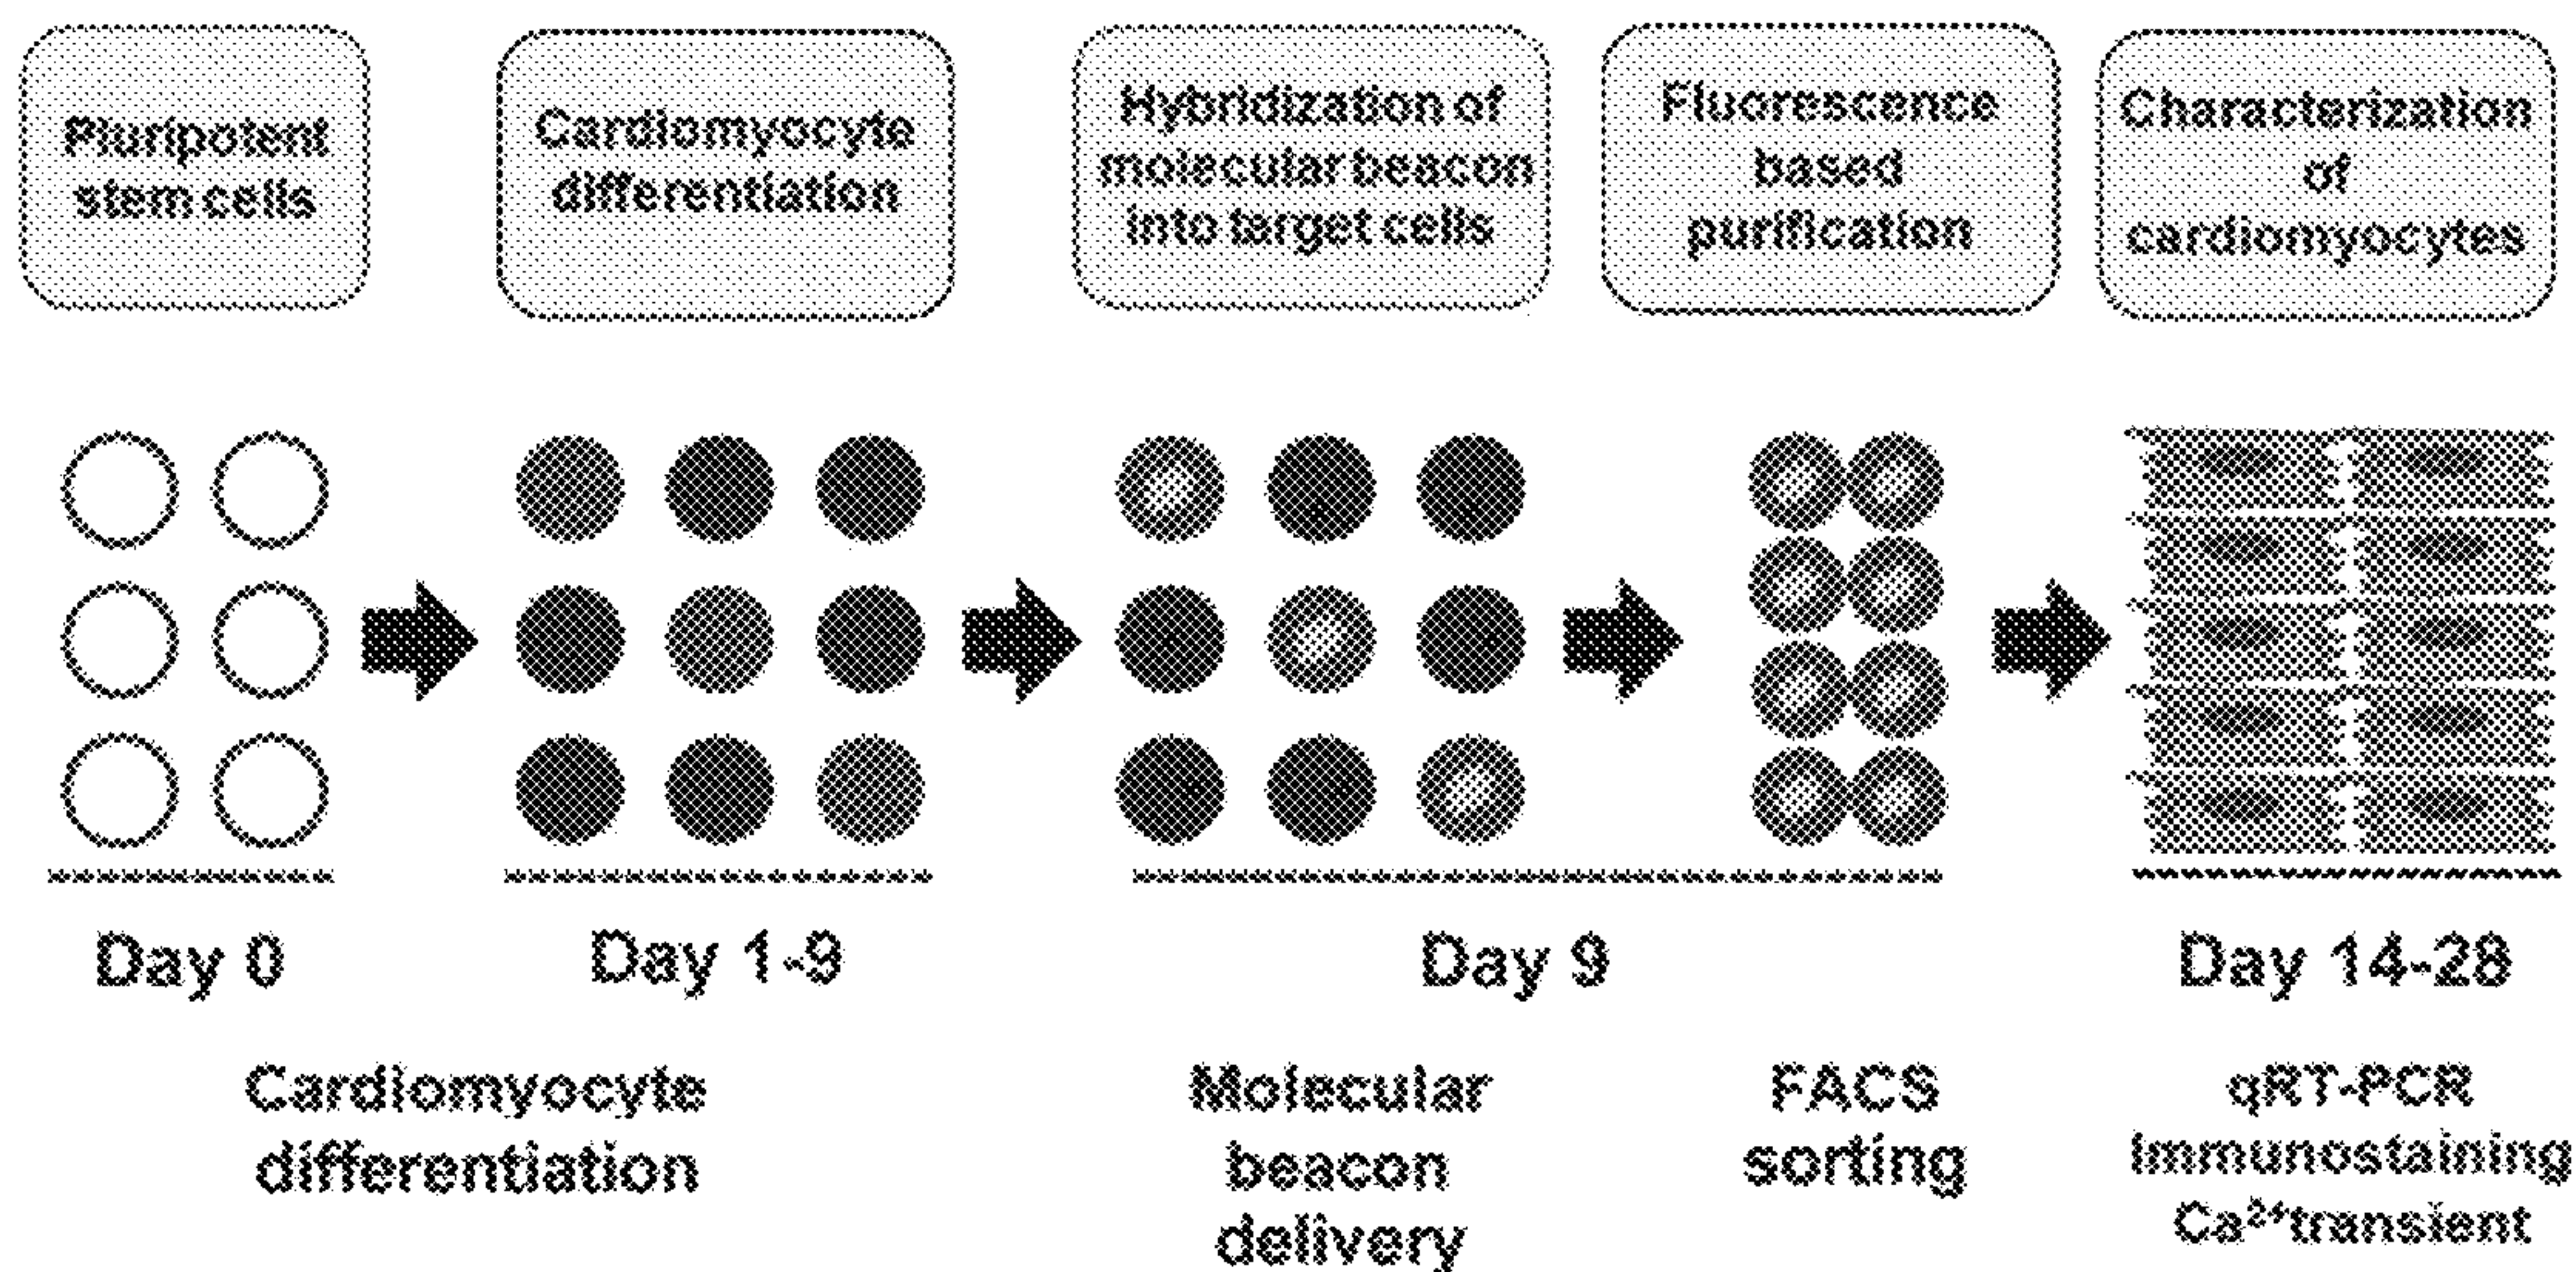 Pluripotent
stem cells
Cardiomyocyte
differentiation
Hybridization of
molecular beacon
into target cells
Fluorescence
based
purification
Characterization
of
cardiomyocytes
Day 0
Day 1-9
Day 9
Day 14-28
Cardiomyocyte
differentiation
Molecular
beacon
delivery
FACS
sorting
qRT-PCR
Immunostaining
Ca²⁺transient